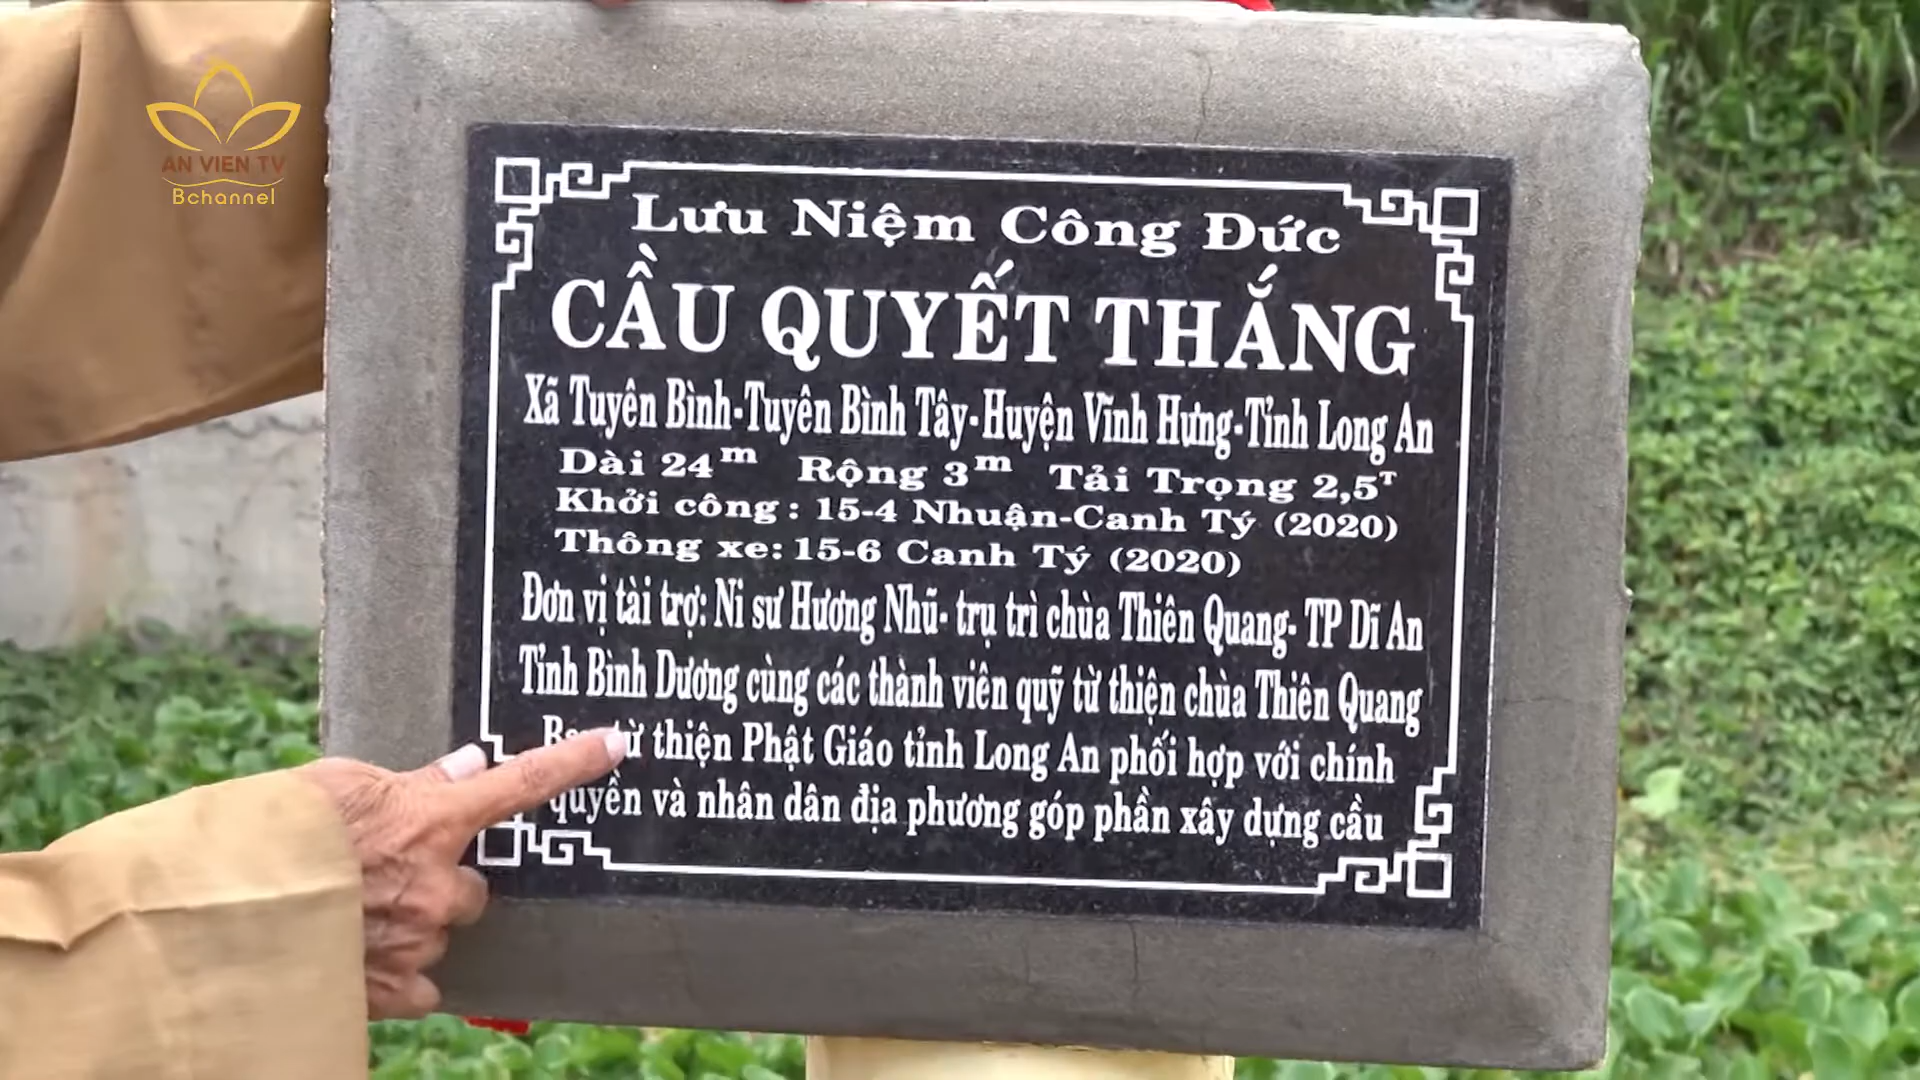 AN VIEN TV
Bchannel
Lưu Niệm Công Đức
CẦU QUYẾT THẮNG
Xã Tuyên Bình-Tuyên Bình Tây-Huyện Vĩnh Hưng-Tỉnh Long An
Dài 24m Rộng 3m Tải Trọng 2,5T
Khởi công: 15-4 Nhuận-Canh Tý (2020)
Thông xe: 15-6 Canh Tý (2020)
Đơn vị tài trợ: Ni sư Hương Nhũ- trụ trì chùa Thiên Quang- TP Dĩ An
Tỉnh Bình Dương cùng các thành viên quỹ từ thiện chùa Thiên Quang
từ thiện Phật Giáo tỉnh Long An phối hợp với chính
quyền và nhân dân địa phương góp phần xây dựng cầu